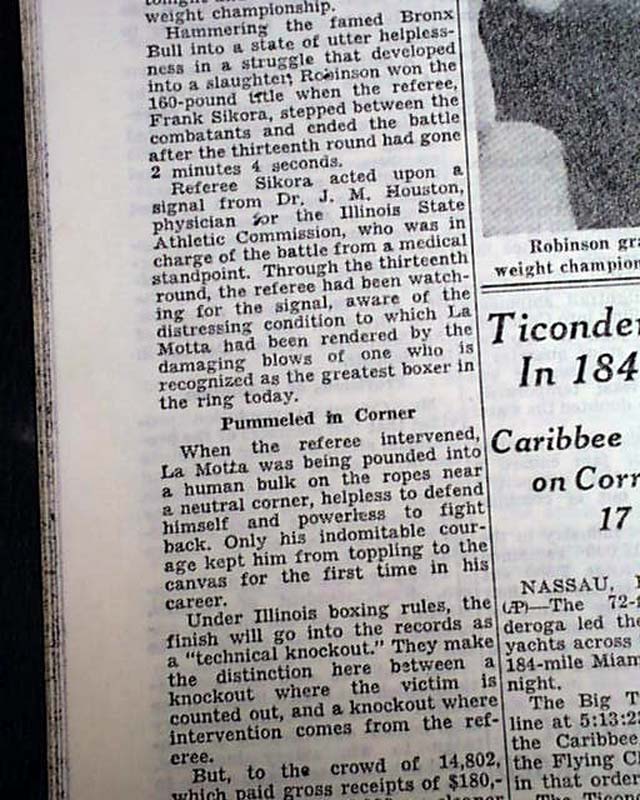 weight championship.
Hammering the famed Bronx
Bull into a state of utter helpless-
ness in a struggle that developed
into a slaughter, Robinson won the
160-pound title when the referee,
Frank Sikora, stepped between the
combatants and ended the battle
after the thirteenth round had gone
2 minutes 4 seconds.
Referee Sikora acted upon a
signal from Dr. J. M. Houston,
physician for the Illinois State
Athletic Commission, who was in
charge of the battle from a medical
standpoint. Through the thirteenth
round, the referee had been watch-
ing for the signal, aware of the
distressing condition to which La
Motta had been rendered by the
damaging blows of one who is
recognized as the greatest boxer in
the ring today.
Pummeled in Corner
When the referee intervened,
La Motta was being pounded into
a human bulk on the ropes near
a neutral corner, helpless to defend
himself and powerless to fight
back. Only his indomitable cour-
age kept him from toppling to the
canvas for the first time in his
career.
Under Illinois boxing rules, the
finish will go into the records as
a "technical knockout." They make
the distinction here between a
knockout where the victim is
counted out, and a knockout where
intervention comes from the ref-
eree.
But, to the crowd of 14,802,
which paid gross receipts of $180,-
Robinson gra
weight champion
Ticonder
In 184
Caribbee
on Corr
17
NASSAU,
(AP)—The 72-f
deroga led the
yachts across
184-mile Miam
night.
The Big T
line at 5:13:22
the Caribbee,
the Flying Cl
in that order
The Ticond